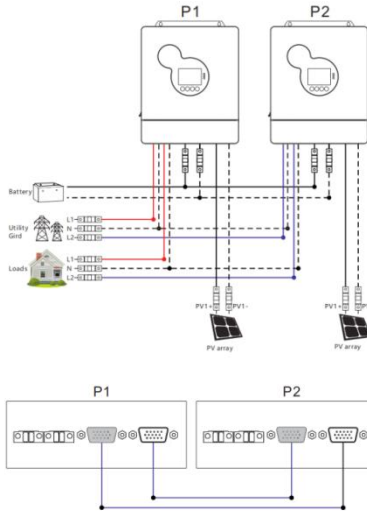 P1 P2
Battery
Utility
Gird
L1
N
L2
Loads
L1
N
L2
PV1+ PV1- PV1+ P
PV array PV array
P1 P2